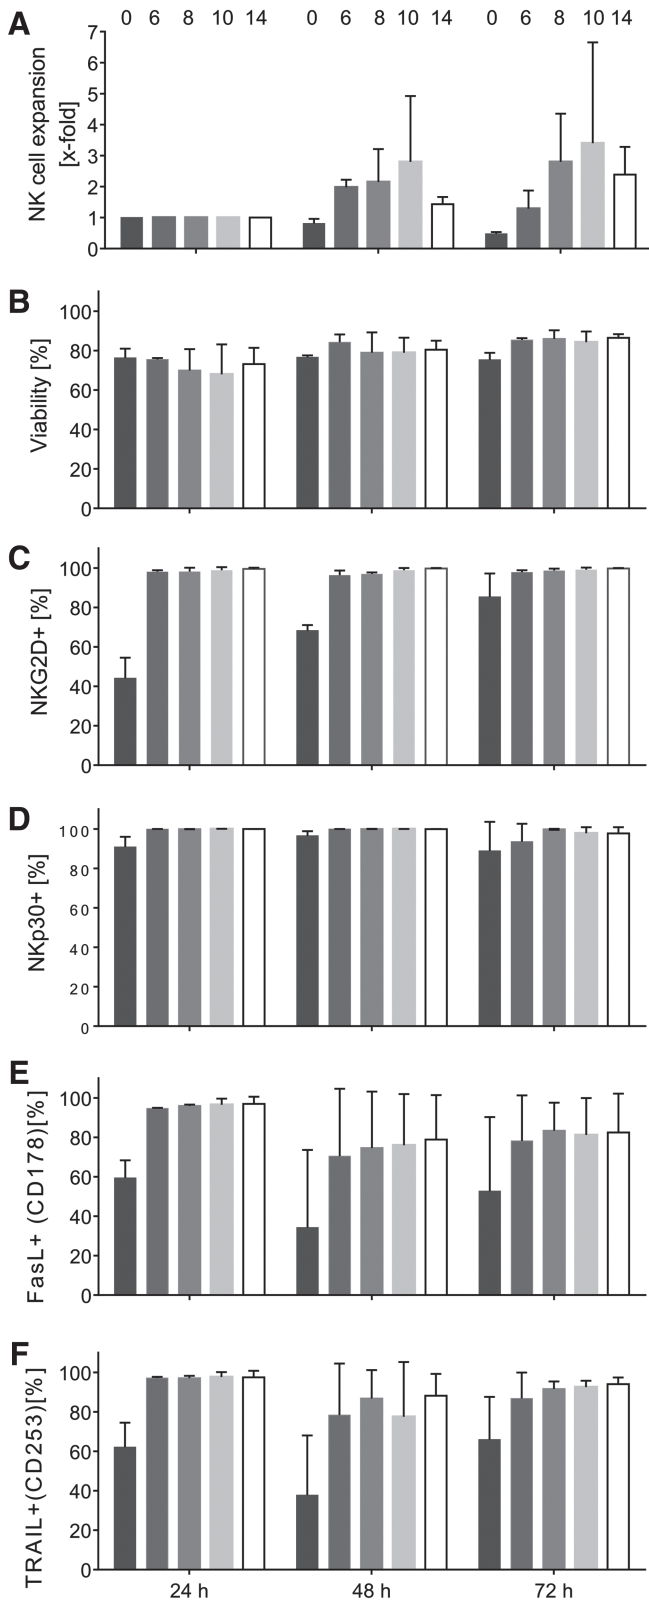 A
0 6 8 10 14 0 6 8 10 14 0 6 8 10 14
NK cell expansion
[x-fold]
7
6
5
4
3
2
1
0
B
Viability [%]
100
80
60
40
20
0
C
NKG2D+ [%]
100
80
60
40
20
0
D
NKp30+ [%]
100
80
60
40
20
0
E
FasL+ (CD178)[%]
100
80
60
40
20
0
F
TRAIL+(CD253)[%]
100
80
60
40
20
0
24 h 48 h 72 h